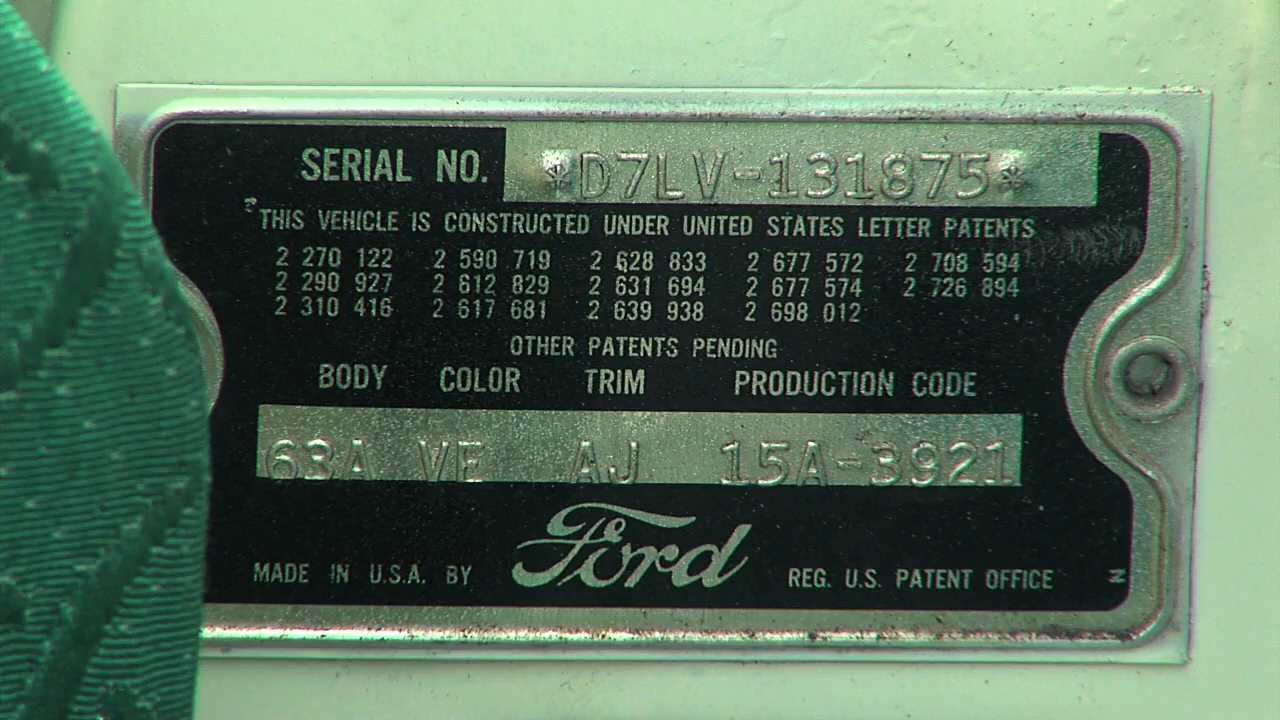 SERIAL NO. *D7LV-131875*
THIS VEHICLE IS CONSTRUCTED UNDER UNITED STATES LETTER PATENTS
2 270 122 2 590 719 2 628 833 2 677 572 2 708 594
2 290 927 2 612 829 2 631 694 2 677 574 2 726 894
2 310 416 2 617 681 2 639 938 2 698 012
OTHER PATENTS PENDING
BODY COLOR TRIM PRODUCTION CODE
63A VE AJ 15A-3921
MADE IN U.S.A. BY Ford REG. U.S. PATENT OFFICE
N